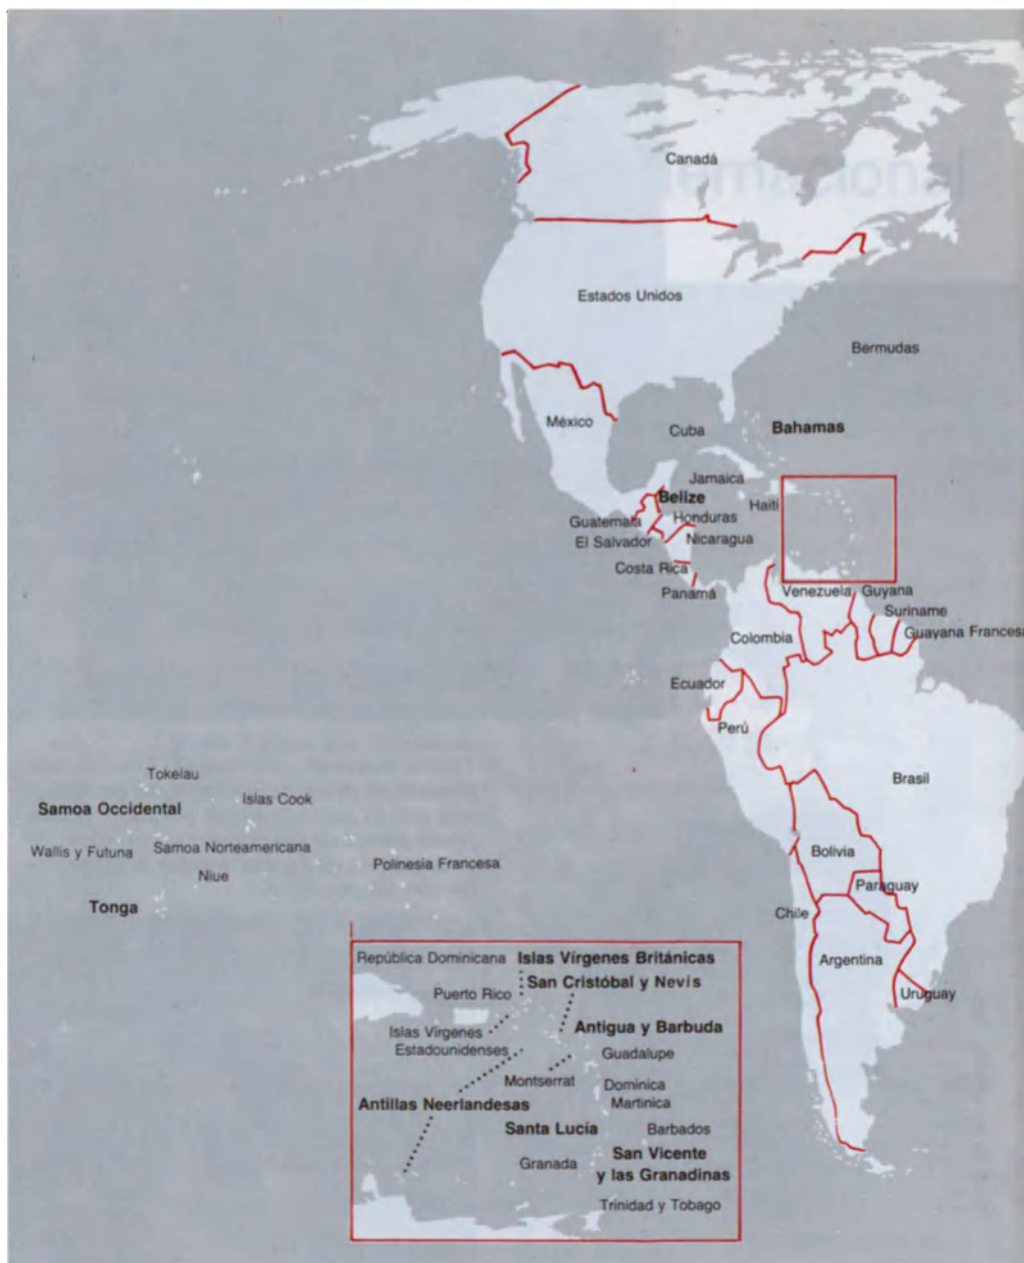 Canadá
Estados Unidos
Bermudas
México
Cuba
Bahamas
Jamaica
Belize
Haití
Guatemala
Honduras
El Salvador
Nicaragua
Costa Rica
Panamá
Venezuela
Guyana
Suriname
Colombia
Guayana Francesa
Ecuador
Perú
Brasil
Tokelau
Islas Cook
Samoa Occidental
Wallis y Futuna
Samoa Norteamericana
Polinesia Francesa
Niue
Tonga
Bolivia
Paraguay
Chile
Argentina
Uruguay
República Dominicana
Islas Vírgenes Británicas
San Cristóbal y Nevis
Puerto Rico
Antigua y Barbuda
Islas Vírgenes
Estadounidenses
Guadalupe
Montserrat
Dominica
Antillas Neerlandesas
Martinica
Santa Lucía
Barbados
Granada
San Vicente
y las Granadinas
Trinidad y Tobago